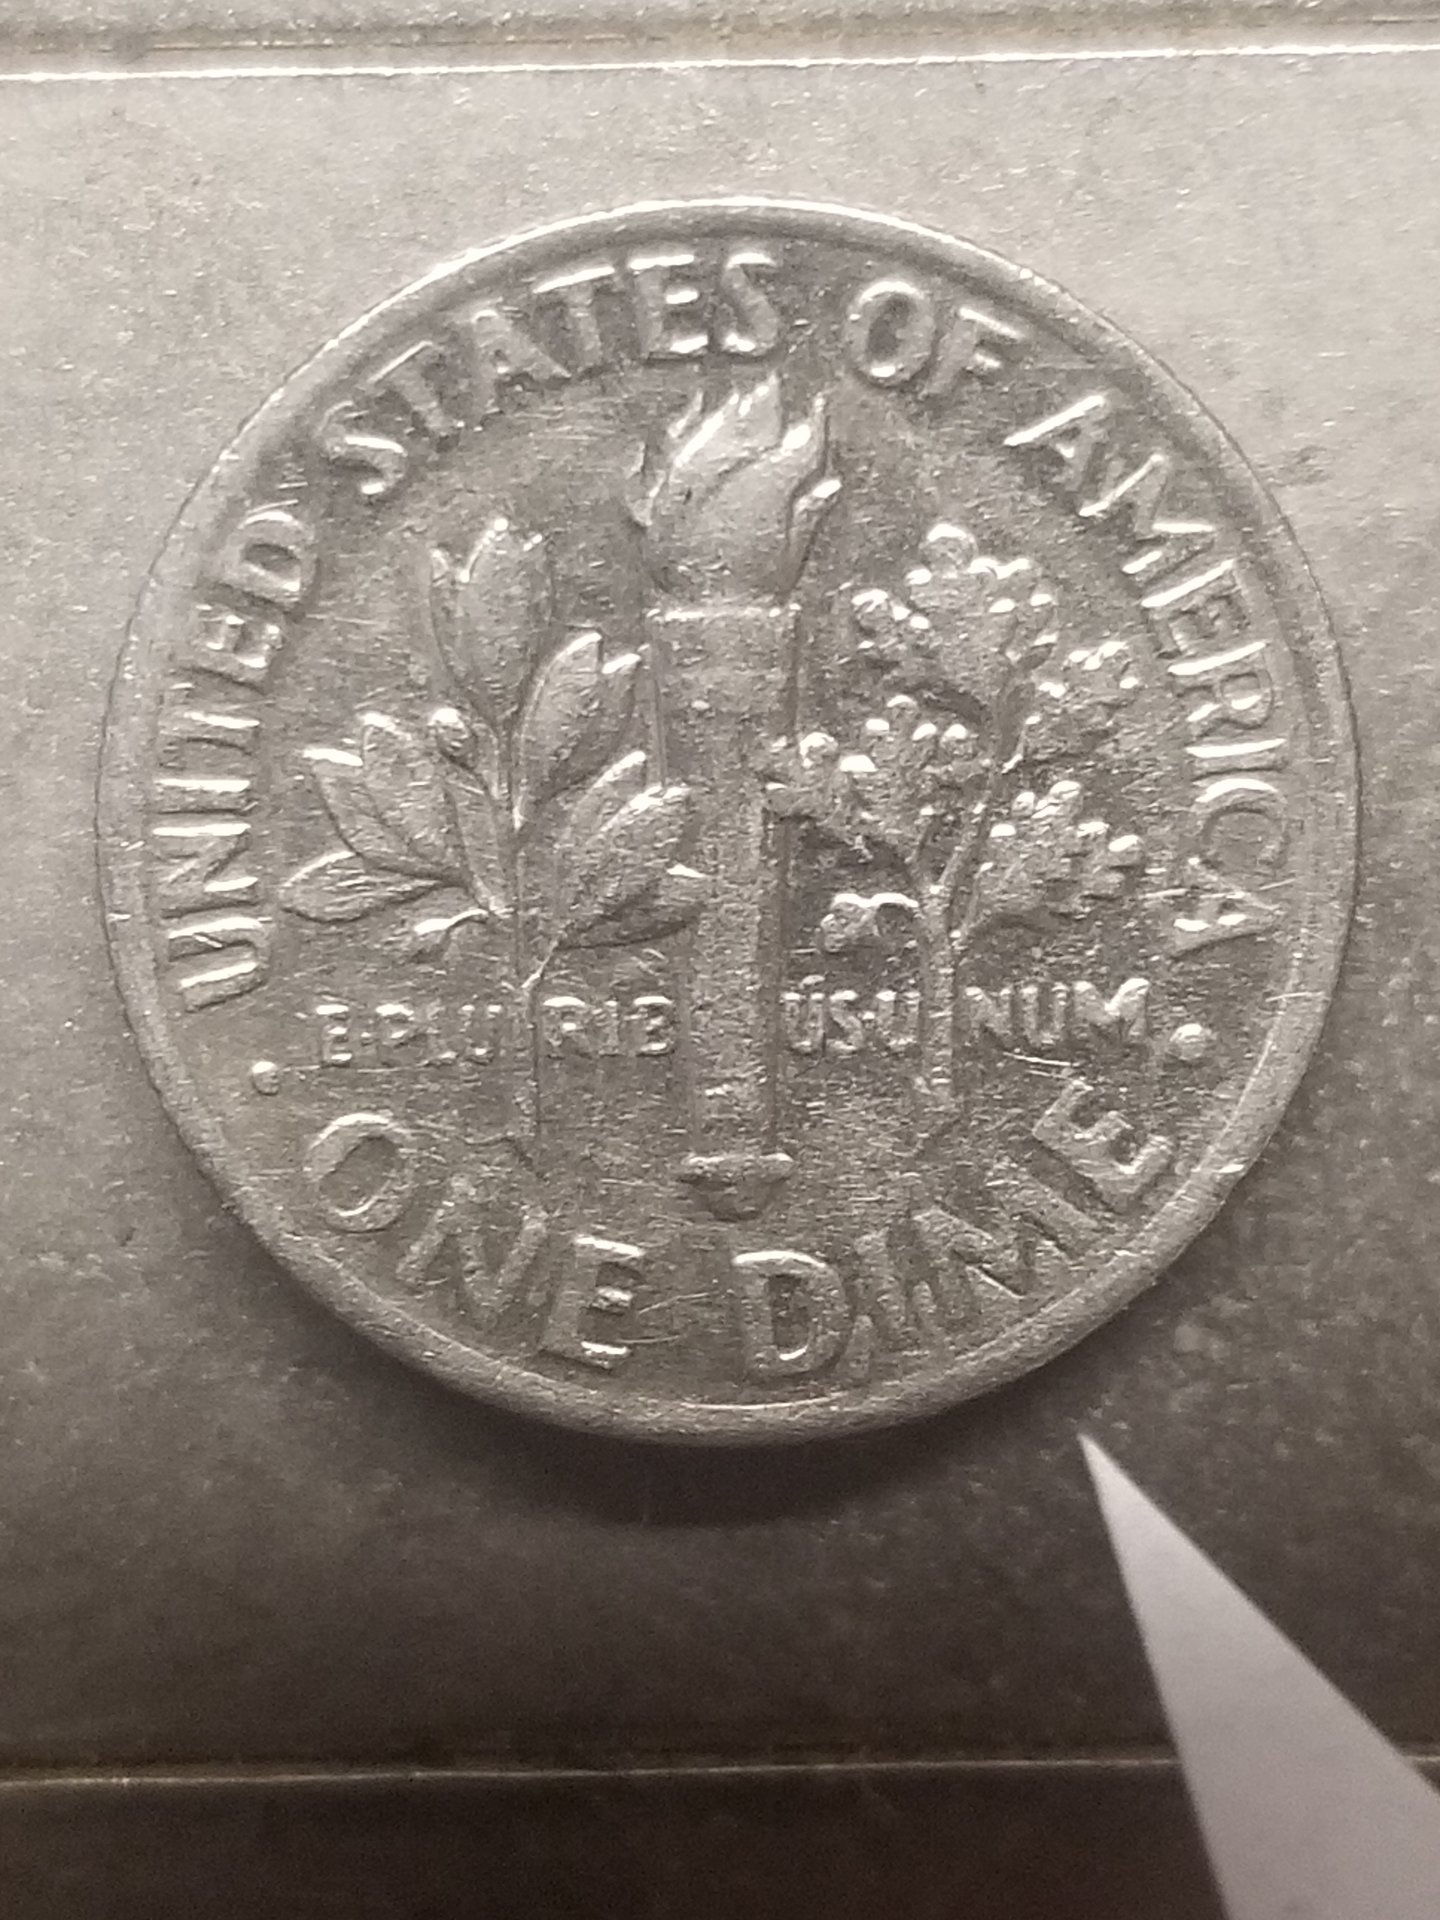 UNITED STATES OF AMERICA
E·PLURIBUS·UNUM
• ONE DIME •